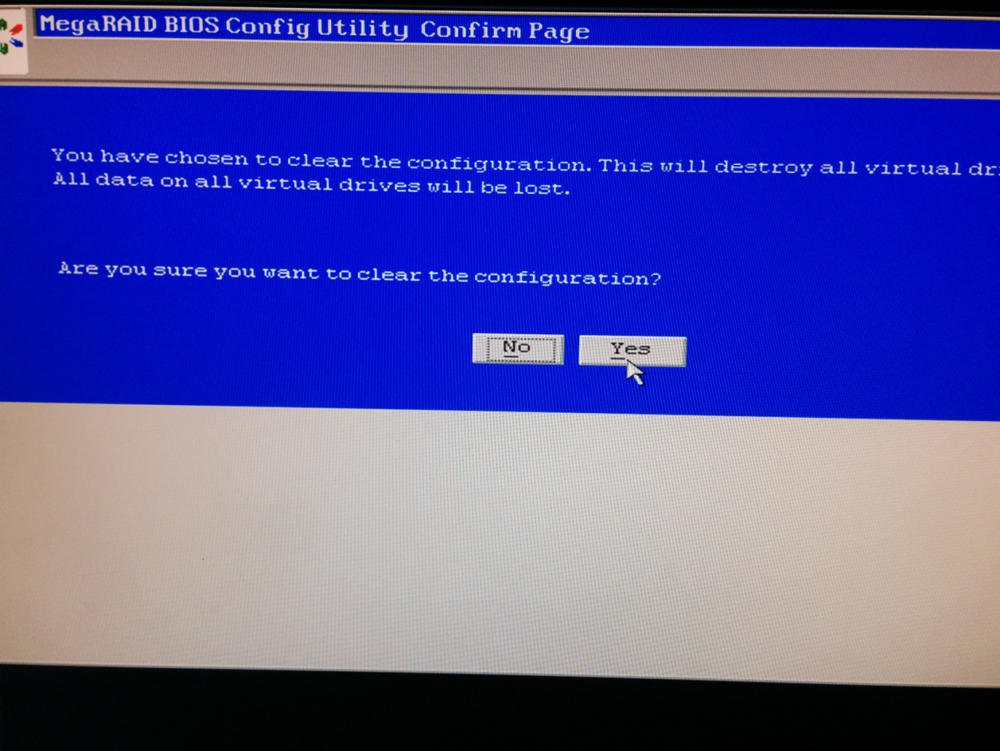 MegaRAID BIOS Config Utility Confirm Page
You have chosen to clear the configuration. This will destroy all virtual
All data on all virtual drives will be lost.
Are you sure you want to clear the configuration?
No
Yes